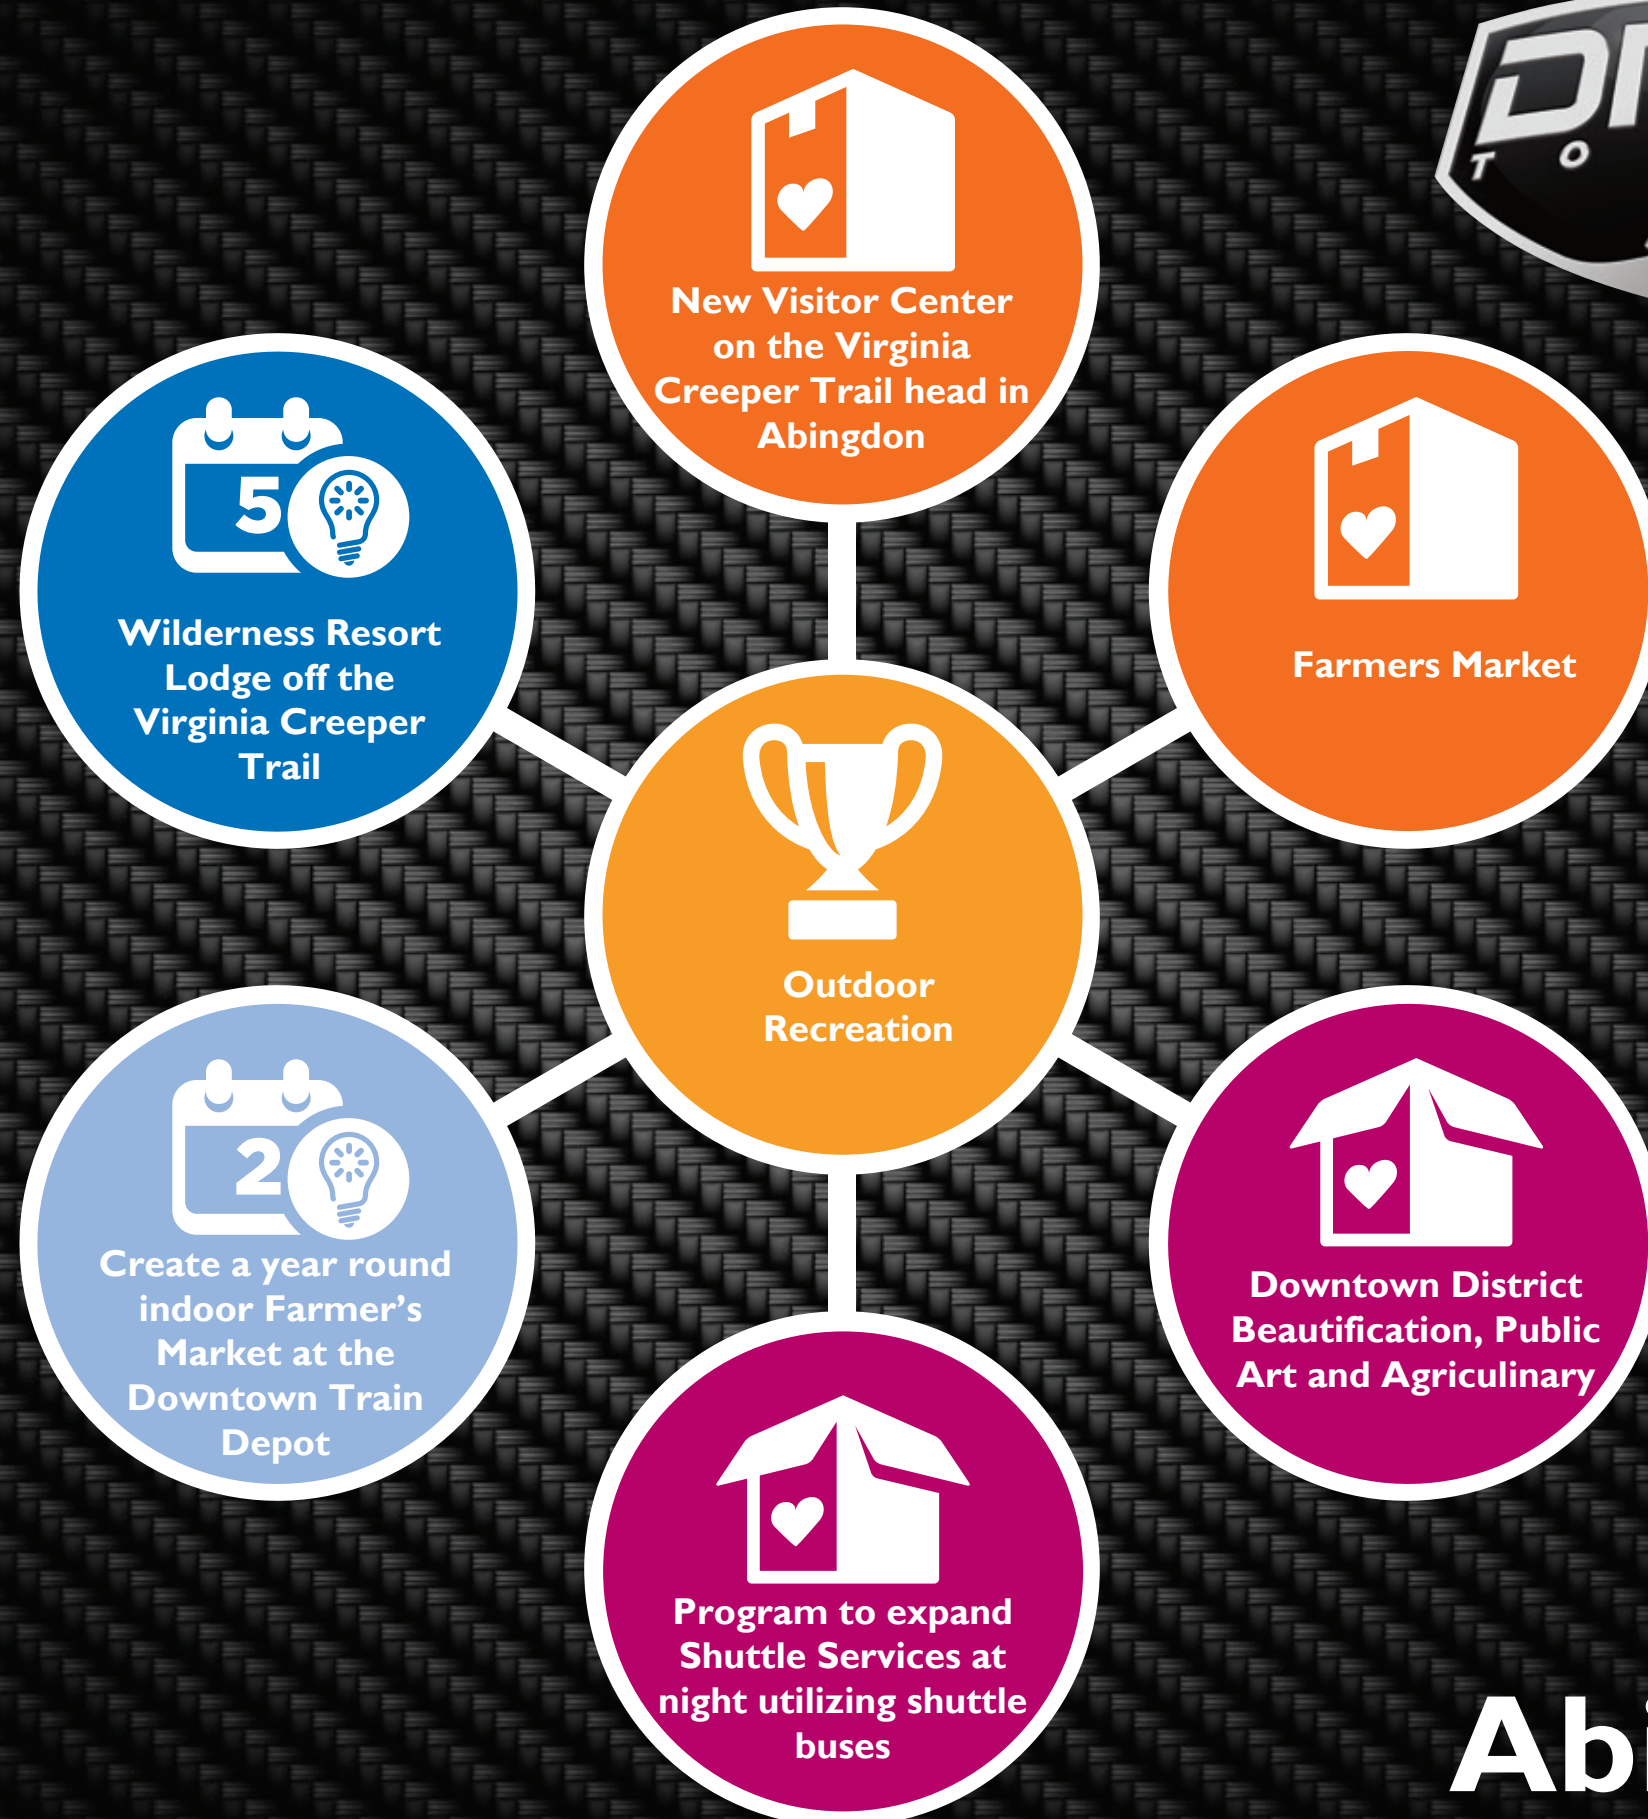 New Visitor Center
on the Virginia
Creeper Trail head in
Abingdon
5
Wilderness Resort
Lodge off the
Virginia Creeper
Trail
Farmers Market
Outdoor
Recreation
2
Create a year round
indoor Farmer’s
Market at the
Downtown Train
Depot
Downtown District
Beautification, Public
Art and Agriculinary
Program to expand
Shuttle Services at
night utilizing shuttle
buses